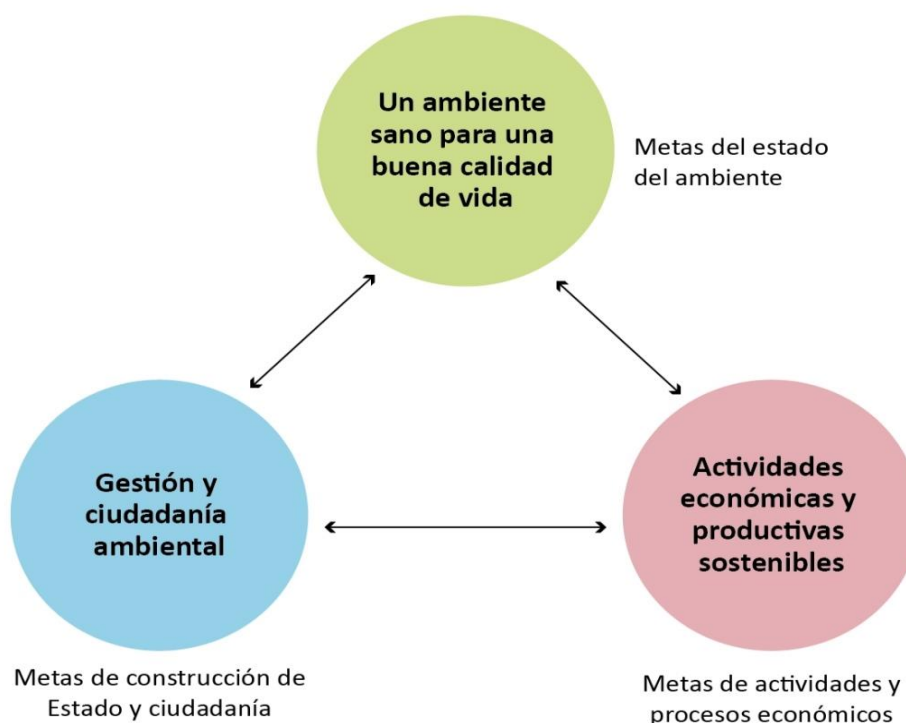 Un ambiente
sano para una
buena calidad
de vida
Metas del estado
del ambiente
Gestión y
ciudadanía
ambiental
Actividades
económicas y
productivas
sostenibles
Metas de construcción de
Estado y ciudadanía
Metas de actividades y
procesos económicos